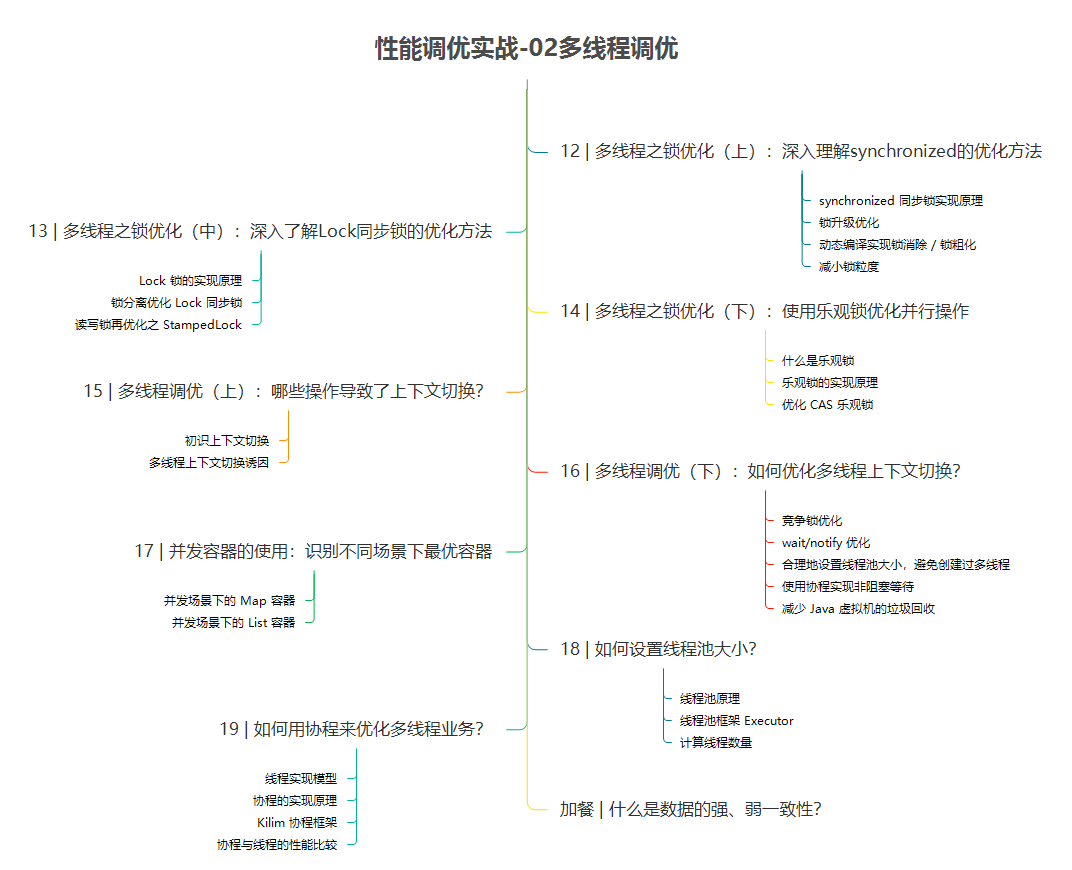 性能调优实战-02多线程调优
12 | 多线程之锁优化（上）：深入理解synchronized的优化方法
synchronized 同步锁实现原理
锁升级优化
动态编译实现锁消除 / 锁粗化
减小锁粒度
13 | 多线程之锁优化（中）：深入了解Lock同步锁的优化方法
Lock 锁的实现原理
锁分离优化 Lock 同步锁
读写锁再优化之 StampedLock
14 | 多线程之锁优化（下）：使用乐观锁优化并行操作
什么是乐观锁
乐观锁的实现原理
优化 CAS 乐观锁
15 | 多线程调优（上）：哪些操作导致了上下文切换？
初识上下文切换
多线程上下文切换诱因
16 | 多线程调优（下）：如何优化多线程上下文切换？
竞争锁优化
wait/notify 优化
合理地设置线程池大小，避免创建过多线程
使用协程实现非阻塞等待
减少 Java 虚拟机的垃圾回收
17 | 并发容器的使用：识别不同场景下最优容器
并发场景下的 Map 容器
并发场景下的 List 容器
18 | 如何设置线程池大小？
线程池原理
线程池框架 Executor
计算线程数量
19 | 如何用协程来优化多线程业务？
线程实现模型
协程的实现原理
Kilim 协程框架
协程与线程的性能比较
加餐 | 什么是数据的强、弱一致性？